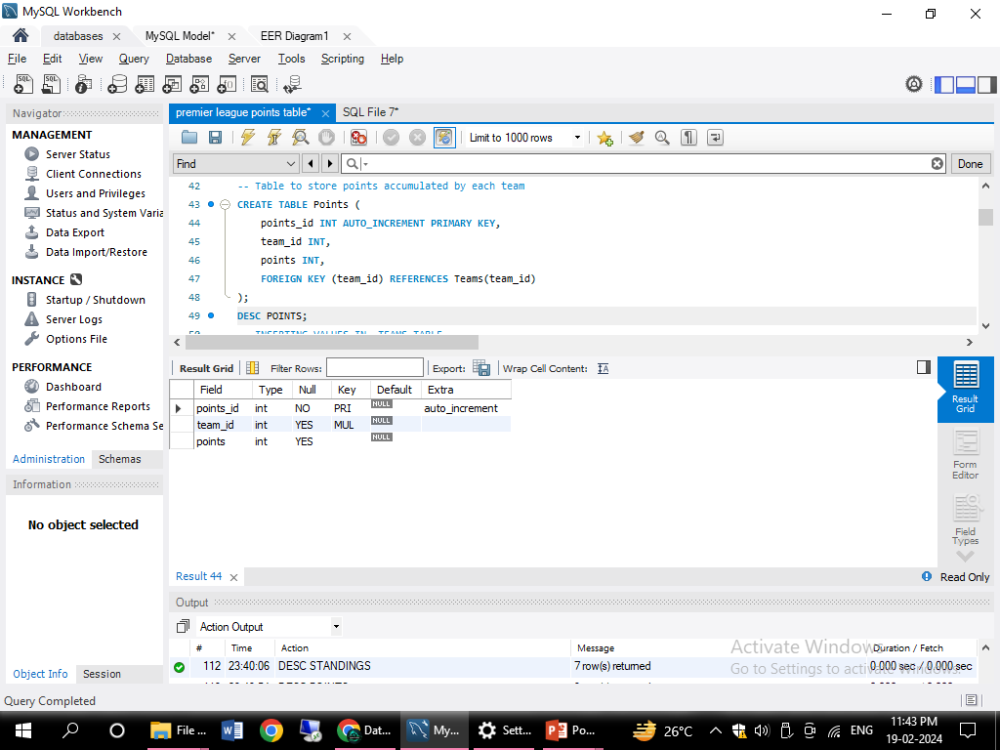 MySQL Workbench
databases
MySQL Model*
EER Diagram1
File Edit View Query Database Server Tools Scripting Help
Navigator
MANAGEMENT
Server Status
Client Connections
Users and Privileges
Status and System Varia
Data Export
Data Import/Restore
INSTANCE
Startup / Shutdown
Server Logs
Options File
PERFORMANCE
Dashboard
Performance Reports
Performance Schema Se
Administration Schemas
Information
No object selected
Object Info Session
premier league points table*
SQL File 7*
Limit to 1000 rows
Find
Done
42 -- Table to store points accumulated by each team
43 CREATE TABLE Points (
44 points_id INT AUTO_INCREMENT PRIMARY KEY,
45 team_id INT,
46 points INT,
47 FOREIGN KEY (team_id) REFERENCES Teams(team_id)
48 );
49 DESC POINTS;
Result Grid Filter Rows: Export: Wrap Cell Content:
Field Type Null Key Default Extra
points_id int NO PRI NULL auto_increment
team_id int YES MUL NULL
points int YES NULL
Result
Grid
Form
Editor
Field
Types
Result 44
Read Only
Output
Action Output
# Time Action Message Duration / Fetch
112 23:40:06 DESC STANDINGS 7 row(s) returned 0.000 sec / 0.000 sec
Activate Windows
Go to Settings to activate Windows.
Query Completed
File ...
Dat...
My...
Sett...
Po...
26°C
ENG
11:43 PM
19-02-2024